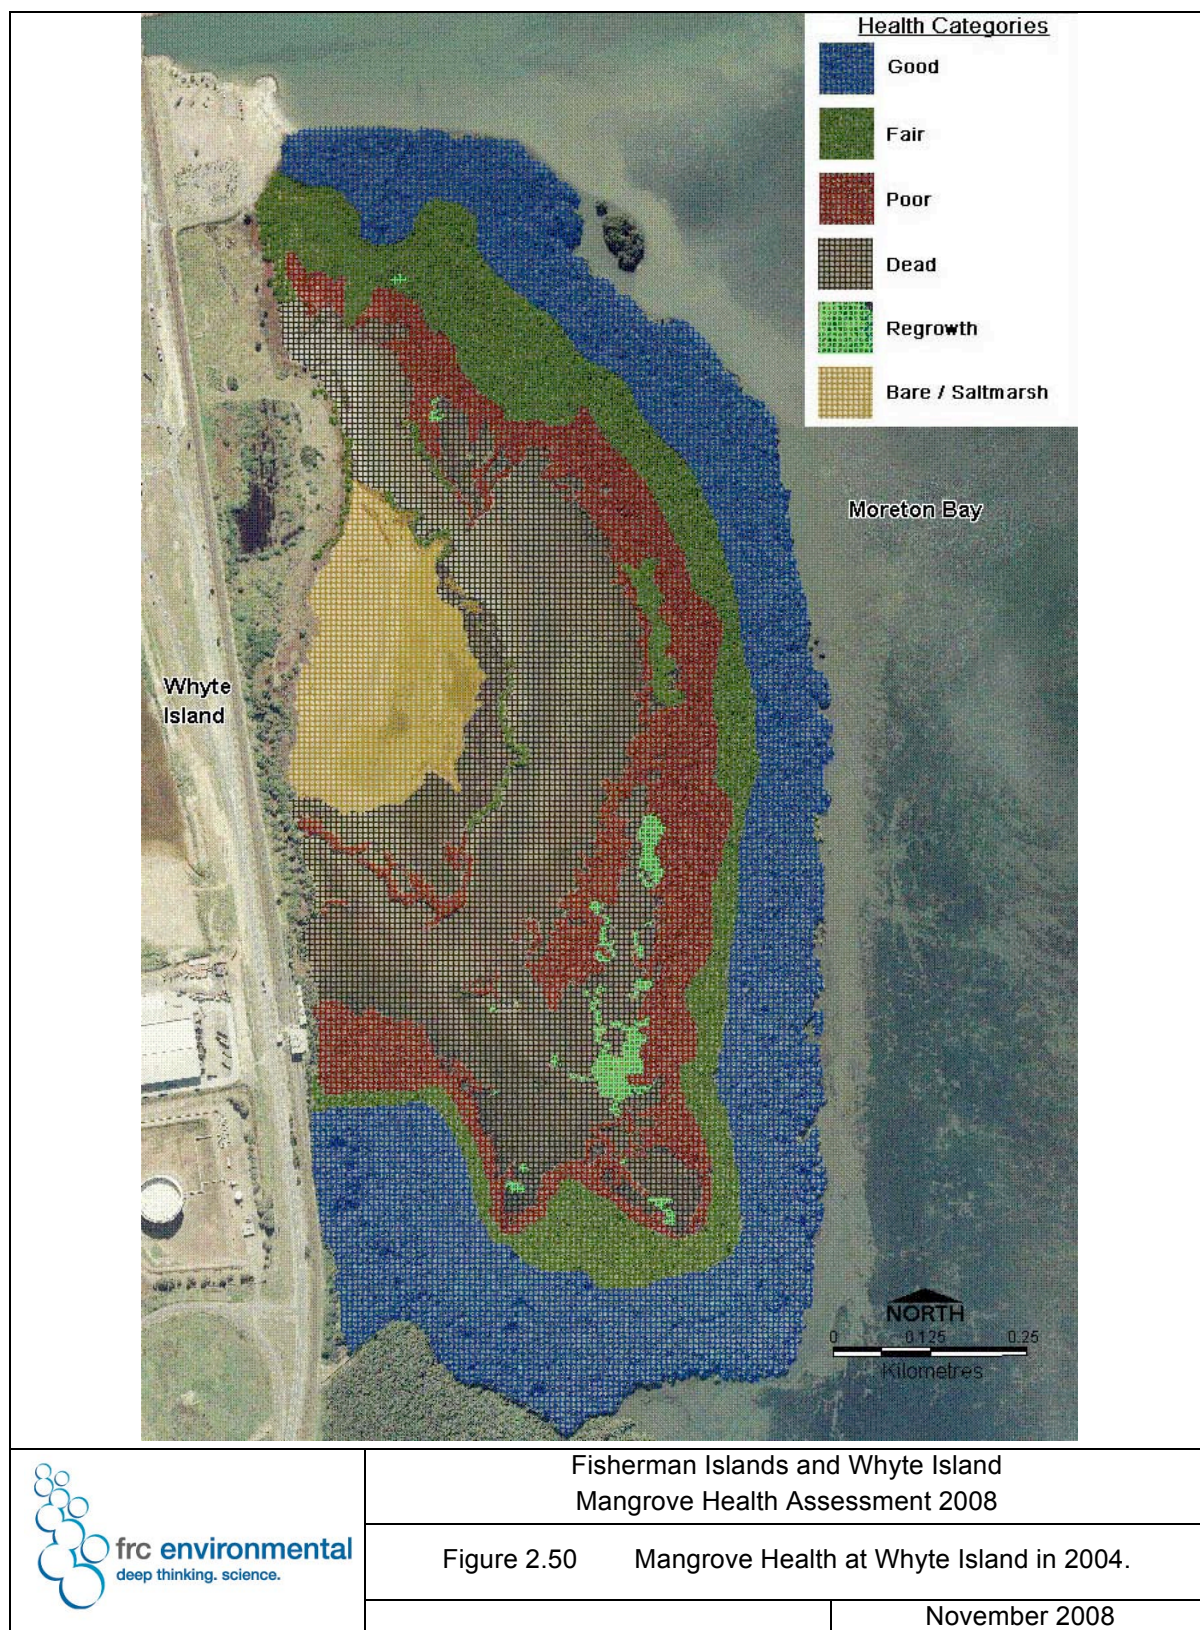 Health Categories
Good
Fair
Poor
Dead
Regrowth
Bare / Saltmarsh
Moreton Bay
Whyte
Island
NORTH
0 0.125 0.25
Kilometres
frc environmental
deep thinking. science.
Fisherman Islands and Whyte Island
Mangrove Health Assessment 2008
Figure 2.50 Mangrove Health at Whyte Island in 2004.
November 2008